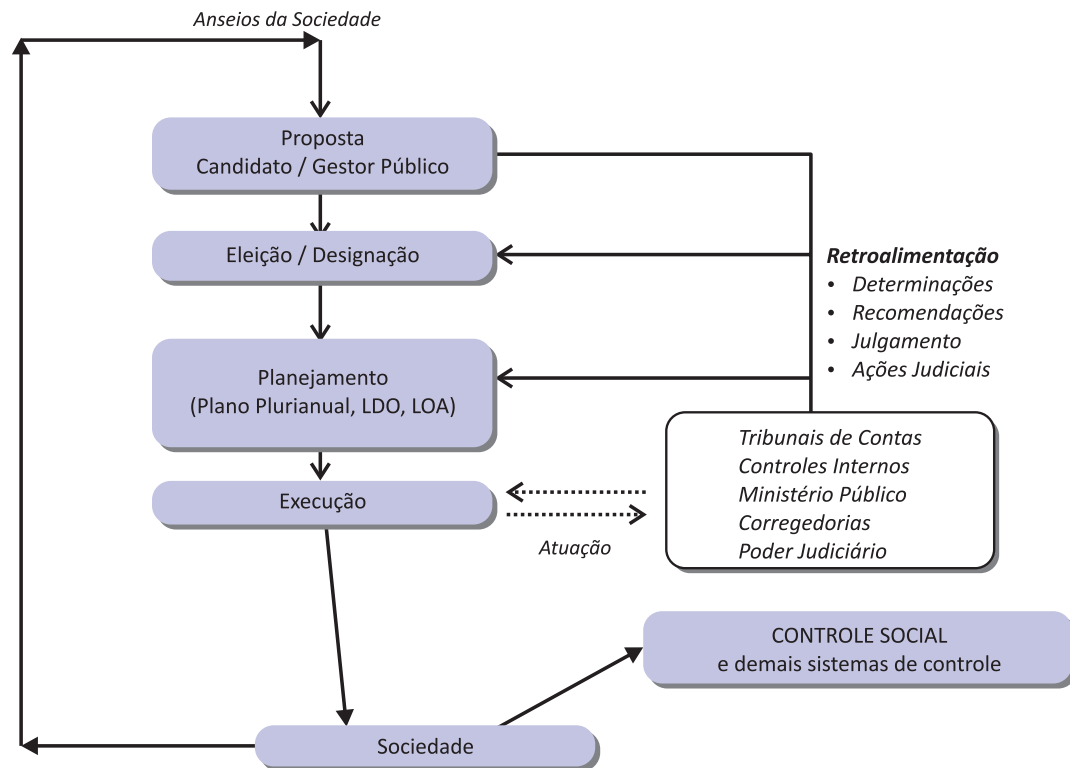 Anseios da Sociedade
Proposta
Candidato / Gestor Público
Eleição / Designação
Retroalimentação
• Determinações
• Recomendações
• Julgamento
• Ações Judiciais
Planejamento
(Plano Plurianual, LDO, LOA)
Tribunais de Contas
Controles Internos
Ministério Público
Corregedorias
Poder Judiciário
Execução
Atuação
CONTROLE SOCIAL
e demais sistemas de controle
Sociedade